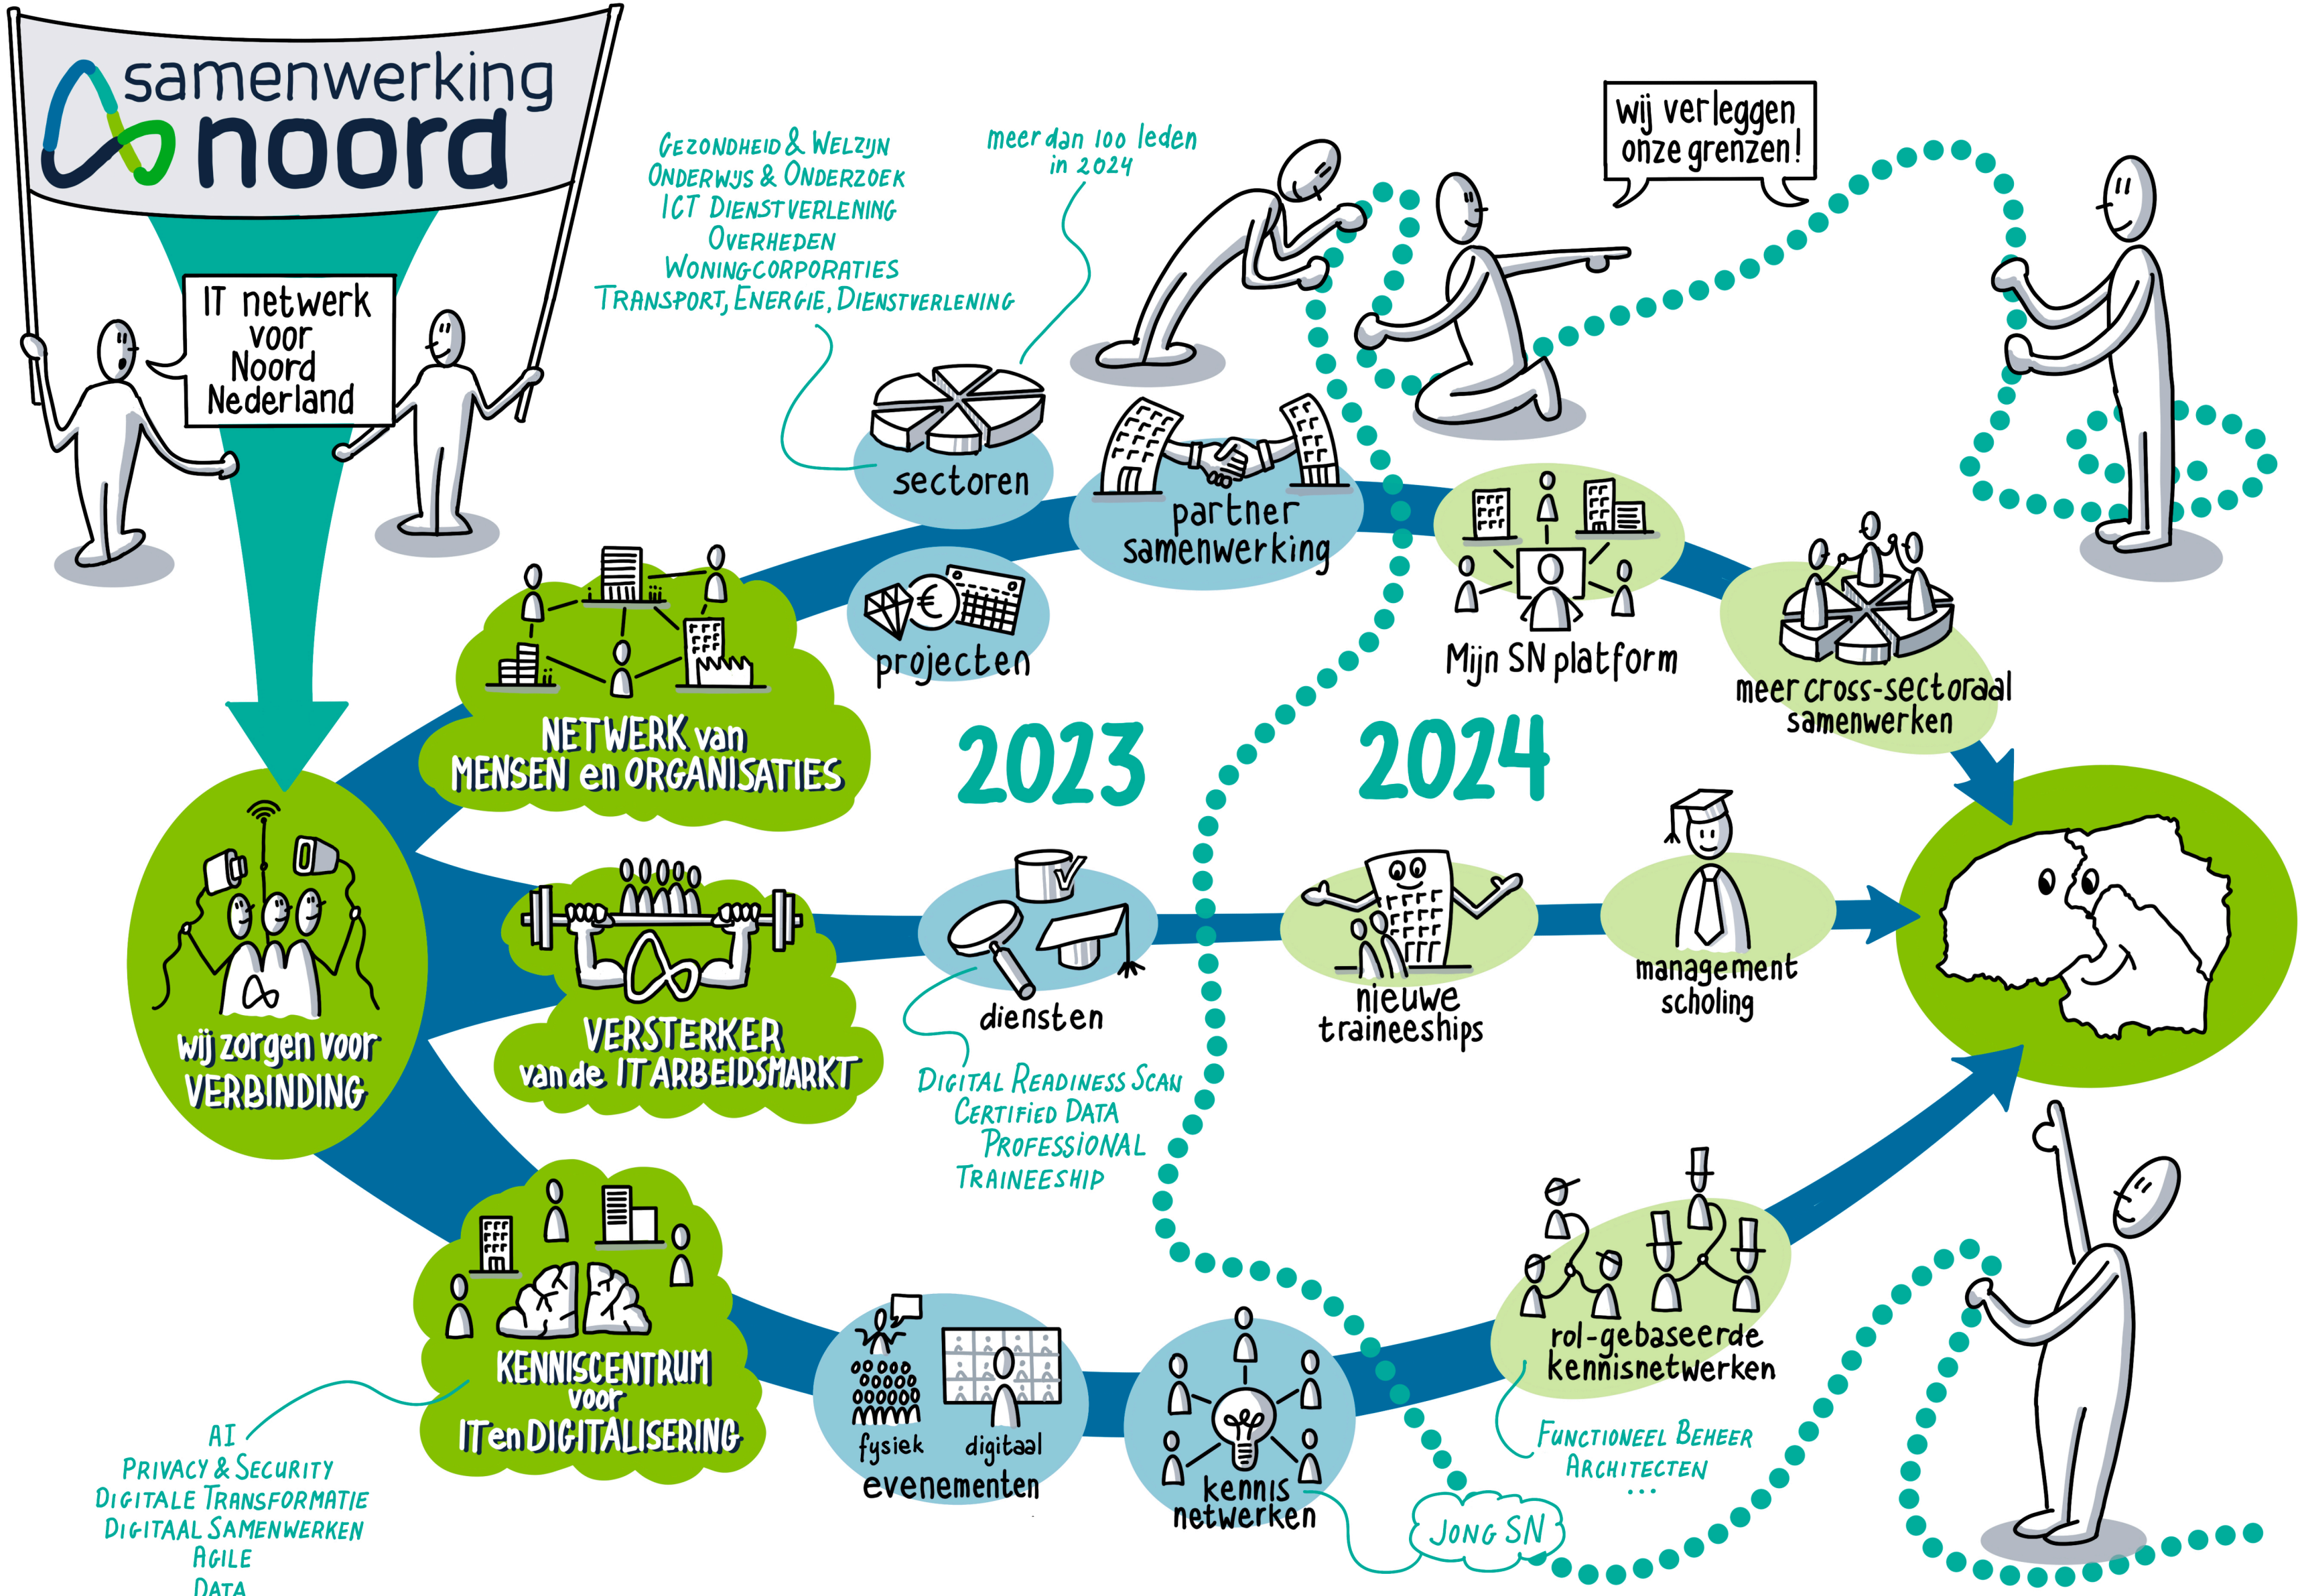 samenwerking
noord
IT netwerk
voor
Noord
Nederland
GEZONDHEID & WELZIJN
ONDERWIJS & ONDERZOEK
ICT DIENSTVERLENING
OVERHEDEN
WONINGCORPORATIES
TRANSPORT, ENERGIE, DIENSTVERLENING
meer dan 100 leden
in 2024
wij verleggen
onze grenzen!
sectoren
partner
samenwerking
projecten
Mijn SN platform
meer cross-sectoraal
samenwerken
NETWERK van
MENSEN en ORGANISATIES
2023
2024
wij zorgen voor
VERBINDING
VERSTERKER
van de IT ARBEIDSMARKT
diensten
DIGITAL READINESS SCAN
CERTIFIED DATA
PROFESSIONAL
TRAINEESHIP
nieuwe
traineeships
management
scholing
KENNISCENTRUM
voor
IT en DIGITALISERING
AI
PRIVACY & SECURITY
DIGITALE TRANSFORMATIE
DIGITAAL SAMENWERKEN
AGILE
DATA
fysiek
digitaal
evenementen
kennis
netwerken
JONG SN
rol-gebaseerde
kennisnetwerken
FUNCTIONEEL BEHEER
ARCHITECTEN
...